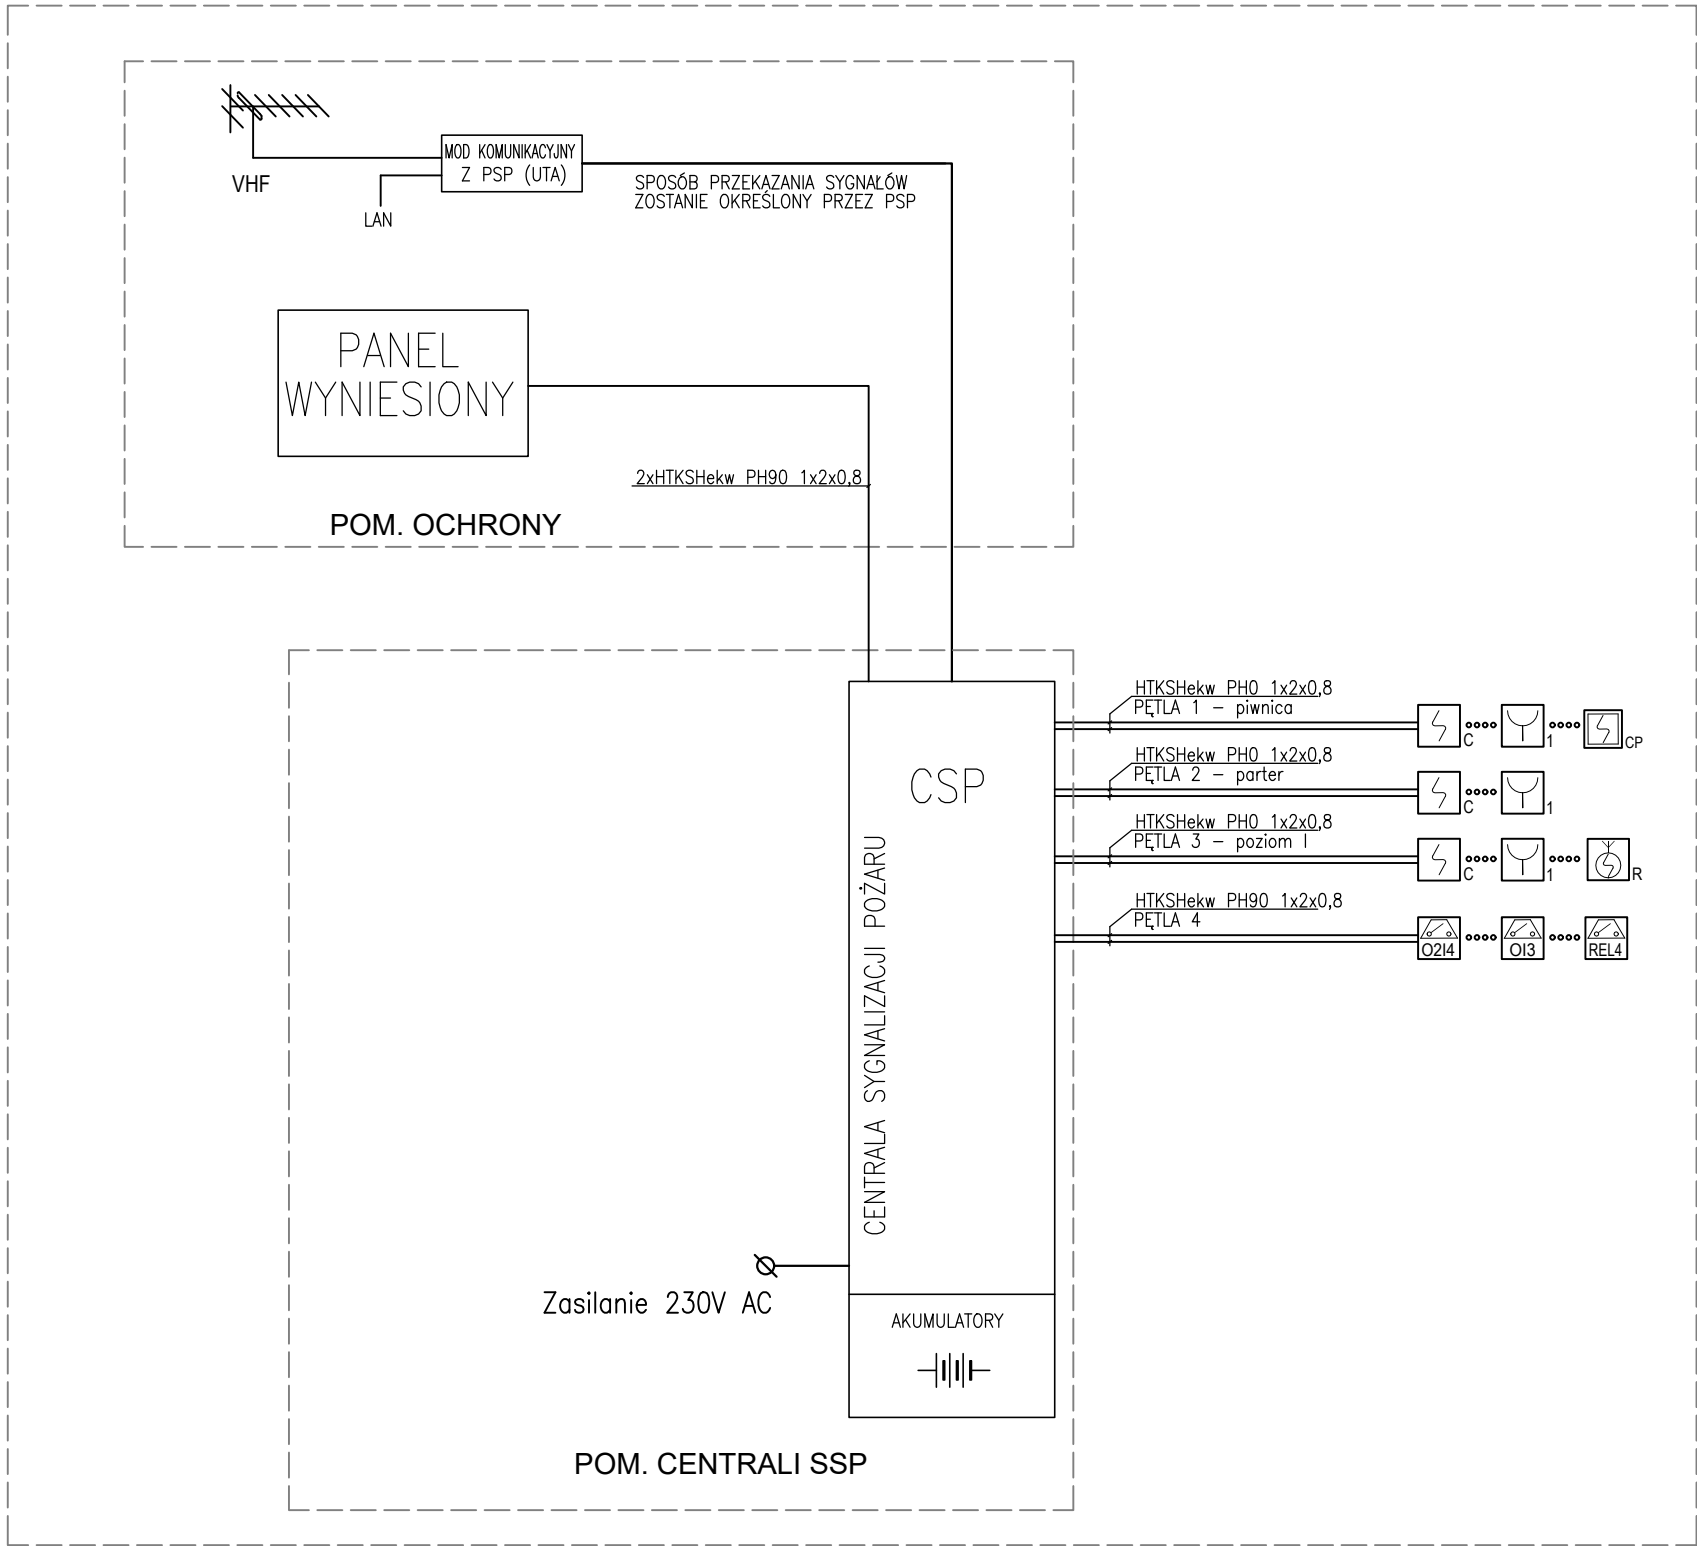 MOD KOMUNIKACYJNY
Z PSP (UTA)
VHF
LAN
SPOSÓB PRZEKAZANIA SYGNAŁÓW
ZOSTANIE OKREŚLONY PRZEZ PSP
PANEL
WYNIESIONY
2xHTKSHekw PH90 1x2x0,8
POM. OCHRONY
HTKSHekw PH0 1x2x0,8
PĘTLA 1 - piwnica
C
1
CP
HTKSHekw PH0 1x2x0,8
PĘTLA 2 - parter
C
1
HTKSHekw PH0 1x2x0,8
PĘTLA 3 - poziom I
C
1
R
HTKSHekw PH90 1x2x0,8
PĘTLA 4
O2I4
OI3
REL4
CSP
CENTRALA SYGNALIZACJI POŻARU
Zasilanie 230V AC
AKUMULATORY
POM. CENTRALI SSP